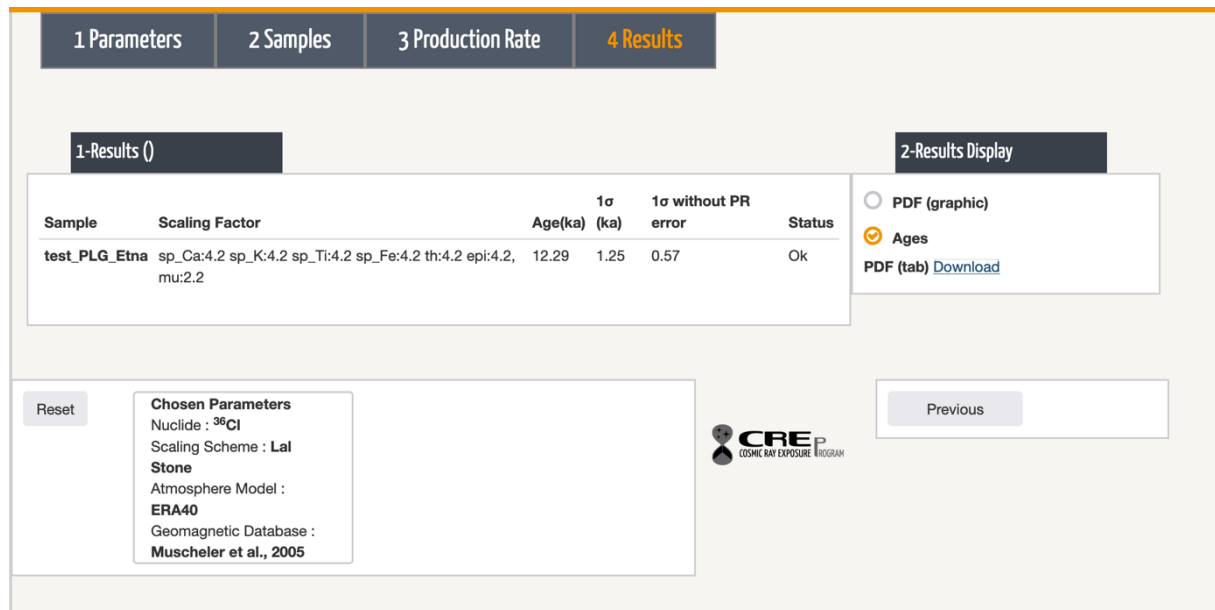 1 Parameters 2 Samples 3 Production Rate 4 Results
1-Results ()
2-Results Display
Sample Scaling Factor Age(ka) 1σ (ka) 1σ without PR error Status
test_PLG_Etna sp_Ca:4.2 sp_K:4.2 sp_Ti:4.2 sp_Fe:4.2 th:4.2 epi:4.2, 12.29 1.25 0.57 Ok
mu:2.2
PDF (graphic)
Ages
PDF (tab) Download
Reset
Chosen Parameters
Nuclide : ³⁶Cl
Scaling Scheme : Lal
Stone
Atmosphere Model :
ERA40
Geomagnetic Database :
Muscheler et al., 2005
CREP
COSMIC RAY EXPOSURE PROGRAM
Previous